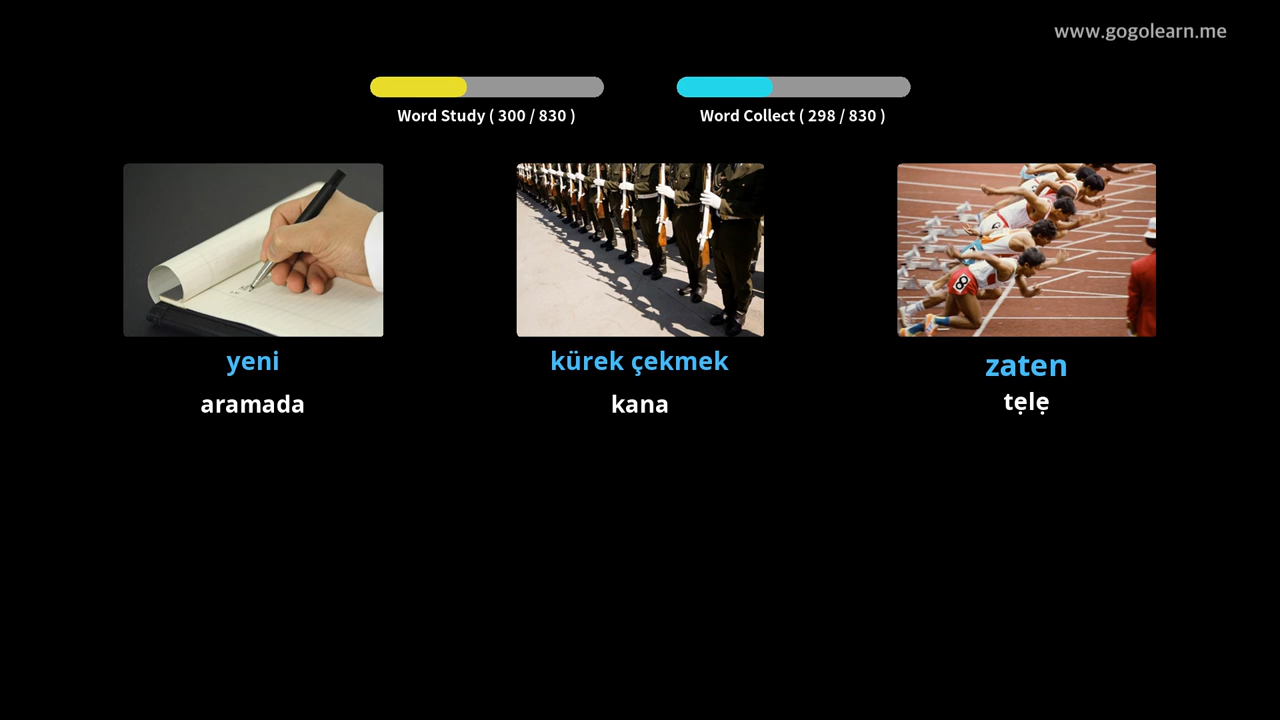 www.gogolearn.me
Word Study ( 300 / 830 )
Word Collect ( 298 / 830 )
yeni
aramada
kürek çekmek
kana
zaten
tẹlẹ